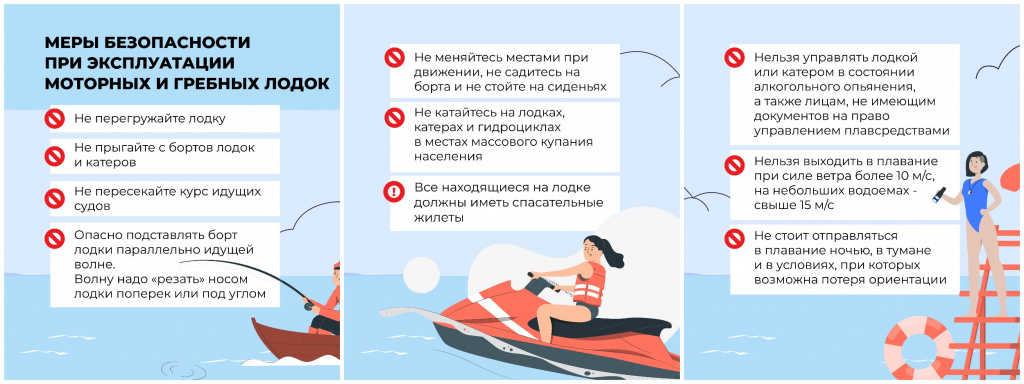 МЕРЫ БЕЗОПАСНОСТИ
ПРИ ЭКСПЛУАТАЦИИ
МОТОРНЫХ И ГРЕБНЫХ ЛОДОК
Не перегружайте лодку
Не прыгайте с бортов лодок
и катеров
Не пересекайте курс идущих
судов
Опасно подставлять борт
лодки параллельно идущей
волне.
Волну надо «резать» носом
лодки поперек или под углом
Не меняйтесь местами при
движении, не садитесь на
борта и не стойте на сиденьях
Не катайтесь на лодках,
катерах и гидроциклах
в местах массового купания
населения
Все находящиеся на лодке
должны иметь спасательные
жилеты
Нельзя управлять лодкой
или катером в состоянии
алкогольного опьянения,
а также лицам, не имеющим
документов на право
управлением плавсредствами
Нельзя выходить в плавание
при силе ветра более 10 м/с,
на небольших водоемах -
свыше 15 м/с
Не стоит отправляться
в плавание ночью, в тумане
и в условиях, при которых
возможна потеря ориентации